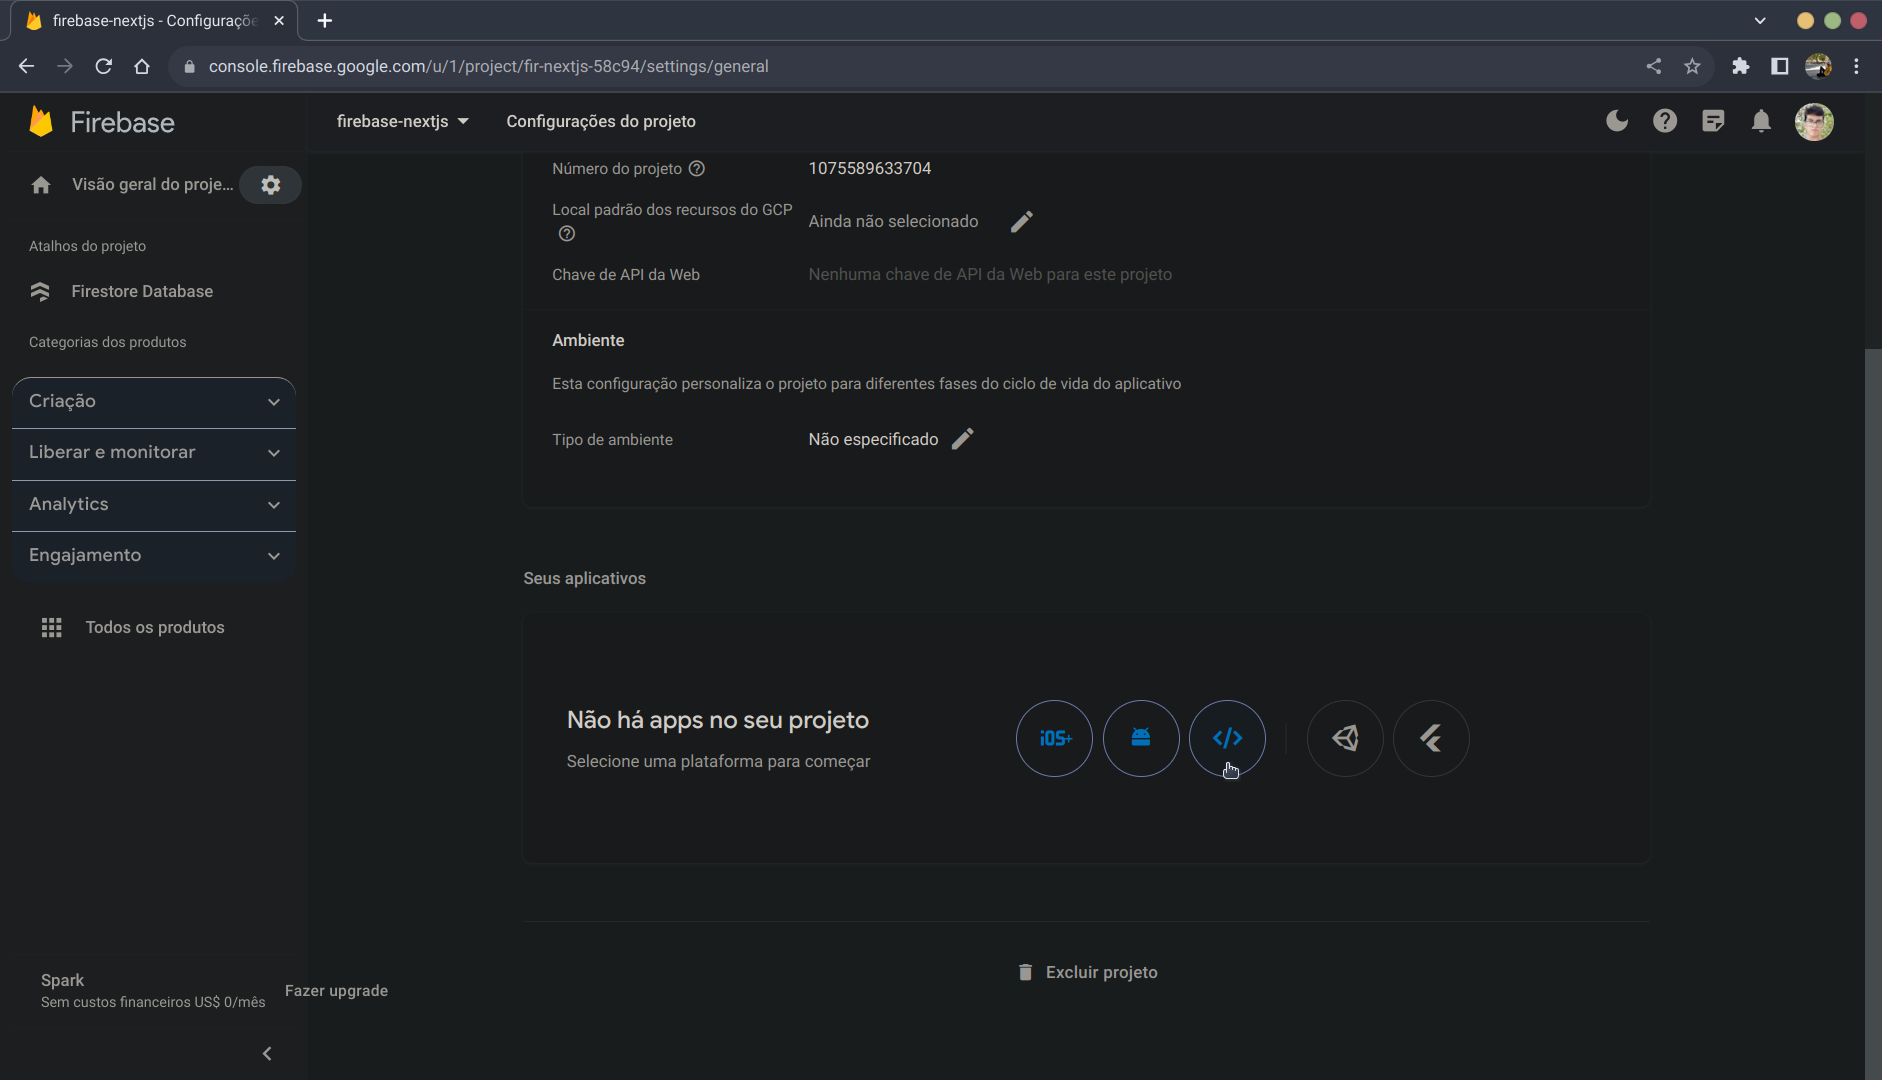 firebase-nextjs - Configuraçõe
console.firebase.google.com/u/1/project/fir-nextjs-58c94/settings/general
Firebase
firebase-nextjs
Configurações do projeto
Visão geral do proje...
Atalhos do projeto
Firestore Database
Categorias dos produtos
Criação
Liberar e monitorar
Analytics
Engajamento
Todos os produtos
Spark
Sem custos financeiros US$ 0/mês
Fazer upgrade
Número do projeto
1075589633704
Local padrão dos recursos do GCP
Ainda não selecionado
Chave de API da Web
Nenhuma chave de API da Web para este projeto
Ambiente
Esta configuração personaliza o projeto para diferentes fases do ciclo de vida do aplicativo
Tipo de ambiente
Não especificado
Seus aplicativos
Não há apps no seu projeto
Selecione uma plataforma para começar
iOS+
Excluir projeto